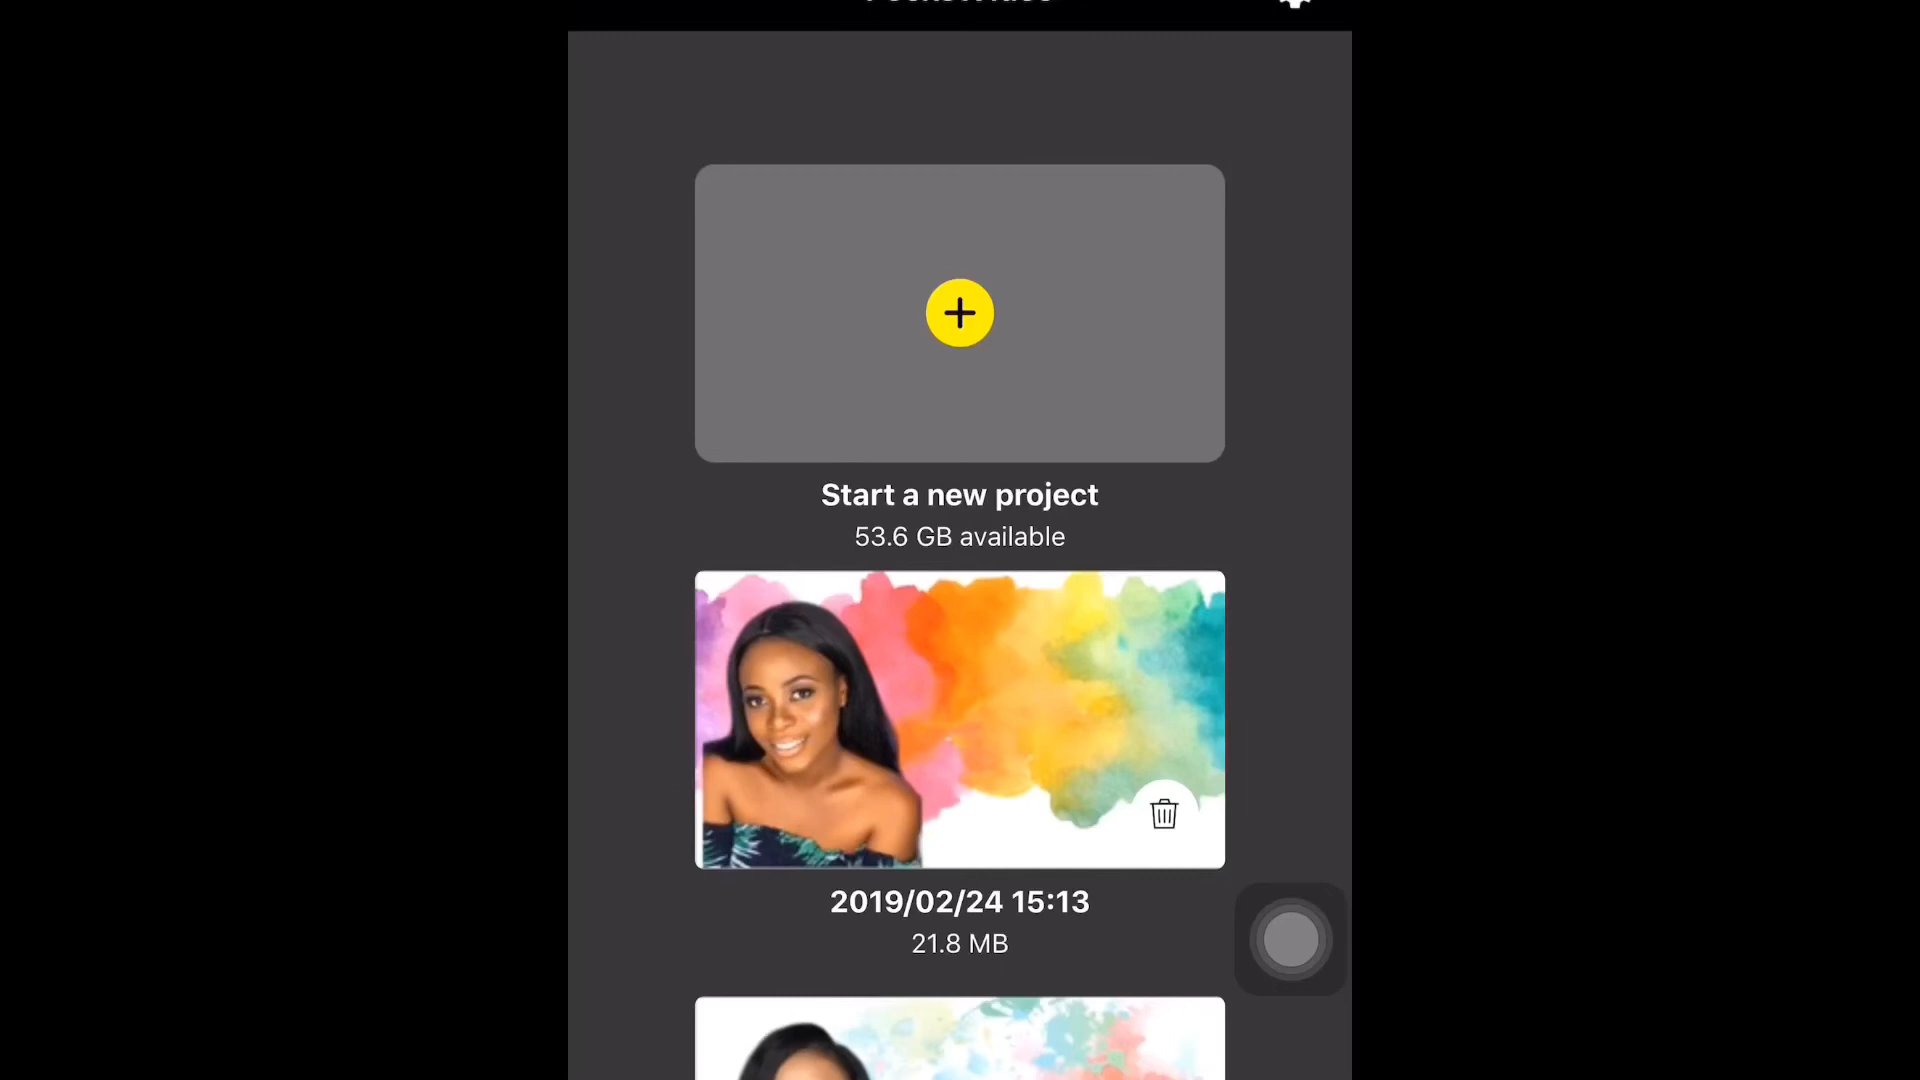 Start a new project
53.6 GB available
2019/02/24 15:13
21.8 MB